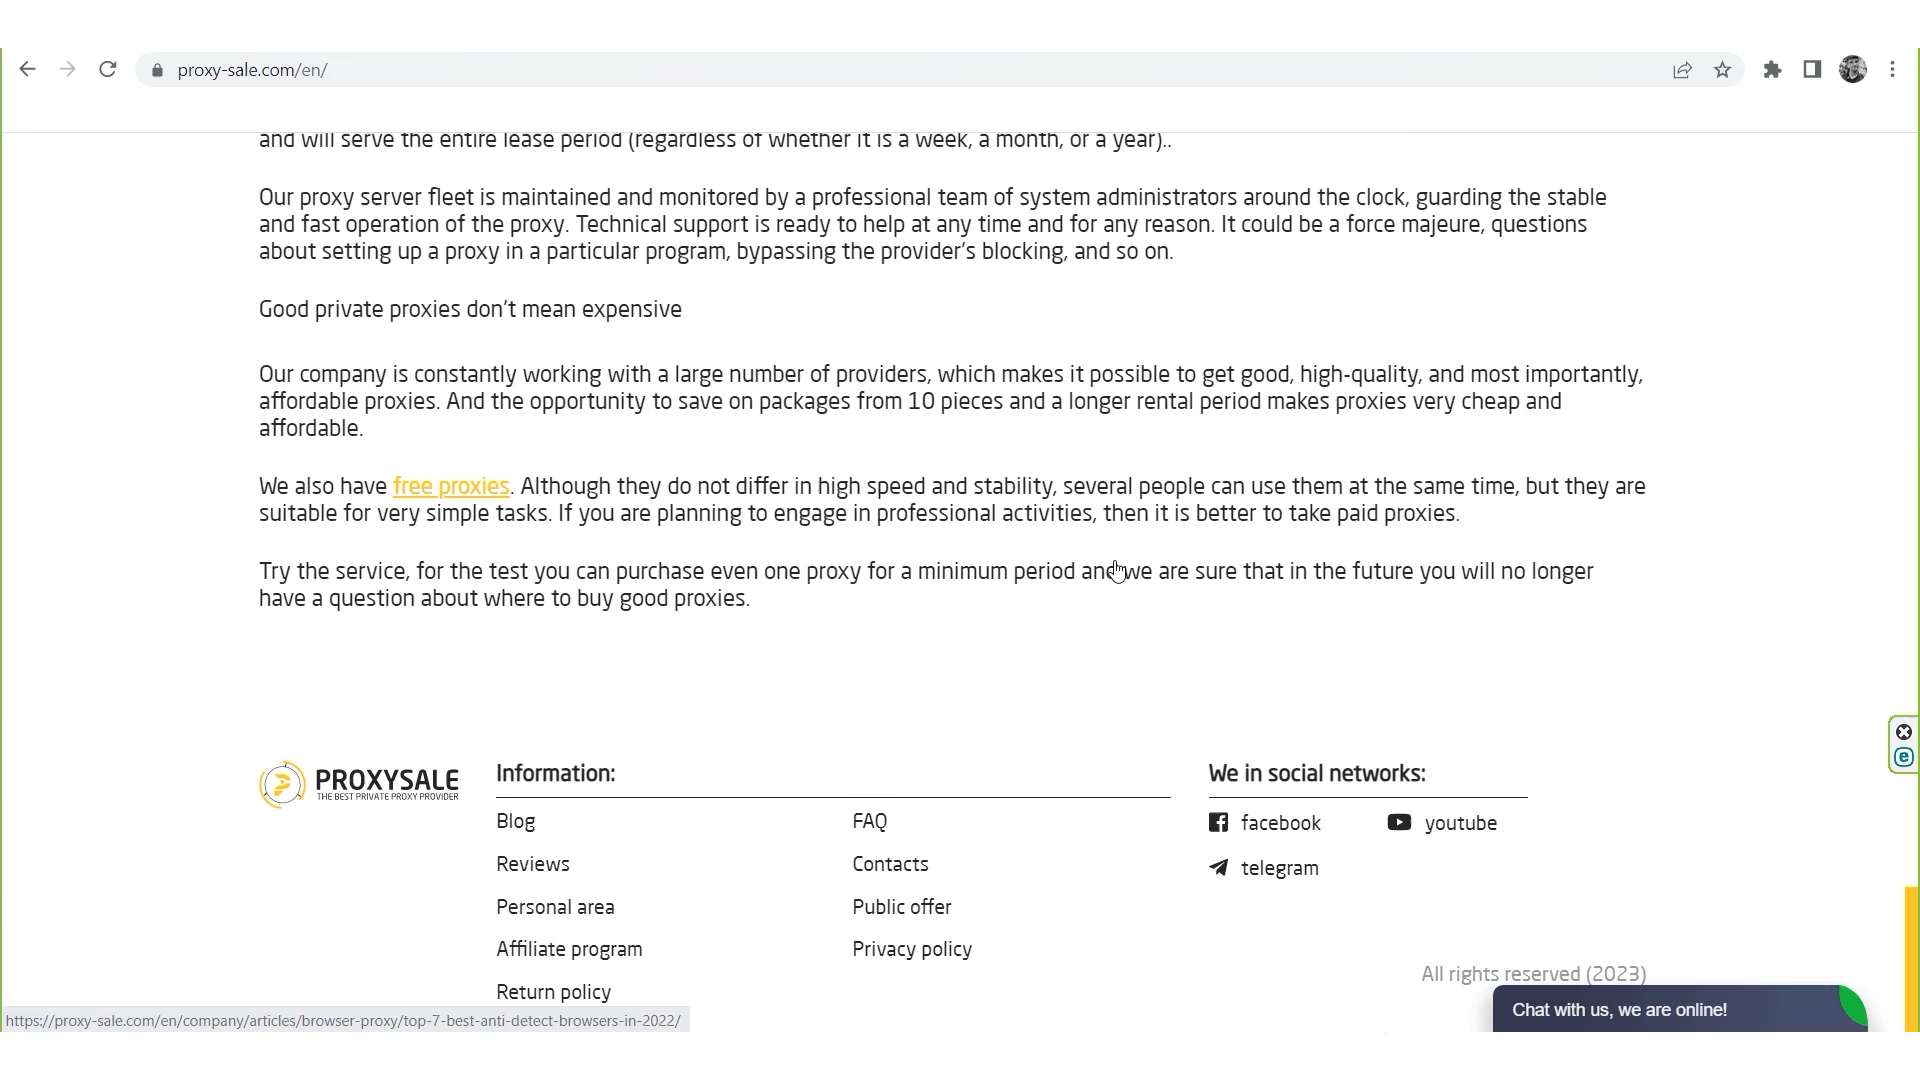 proxy-sale.com/en/
and will serve the entire lease period (regardless of whether it is a week, a month, or a year)..
Our proxy server fleet is maintained and monitored by a professional team of system administrators around the clock, guarding the stable
and fast operation of the proxy. Technical support is ready to help at any time and for any reason. It could be a force majeure, questions
about setting up a proxy in a particular program, bypassing the provider's blocking, and so on.
Good private proxies don't mean expensive
Our company is constantly working with a large number of providers, which makes it possible to get good, high-quality, and most importantly,
affordable proxies. And the opportunity to save on packages from 10 pieces and a longer rental period makes proxies very cheap and
affordable.
We also have free proxies. Although they do not differ in high speed and stability, several people can use them at the same time, but they are
suitable for very simple tasks. If you are planning to engage in professional activities, then it is better to take paid proxies.
Try the service, for the test you can purchase even one proxy for a minimum period and we are sure that in the future you will no longer
have a question about where to buy good proxies.
PROXYSALE
THE BEST PRIVATE PROXY PROVIDER
Information:
Blog
Reviews
Personal area
Affiliate program
Return policy
FAQ
Contacts
Public offer
Privacy policy
We in social networks:
facebook
youtube
telegram
All rights reserved (2023)
Chat with us, we are online!
https://proxy-sale.com/en/company/articles/browser-proxy/top-7-best-anti-detect-browsers-in-2022/